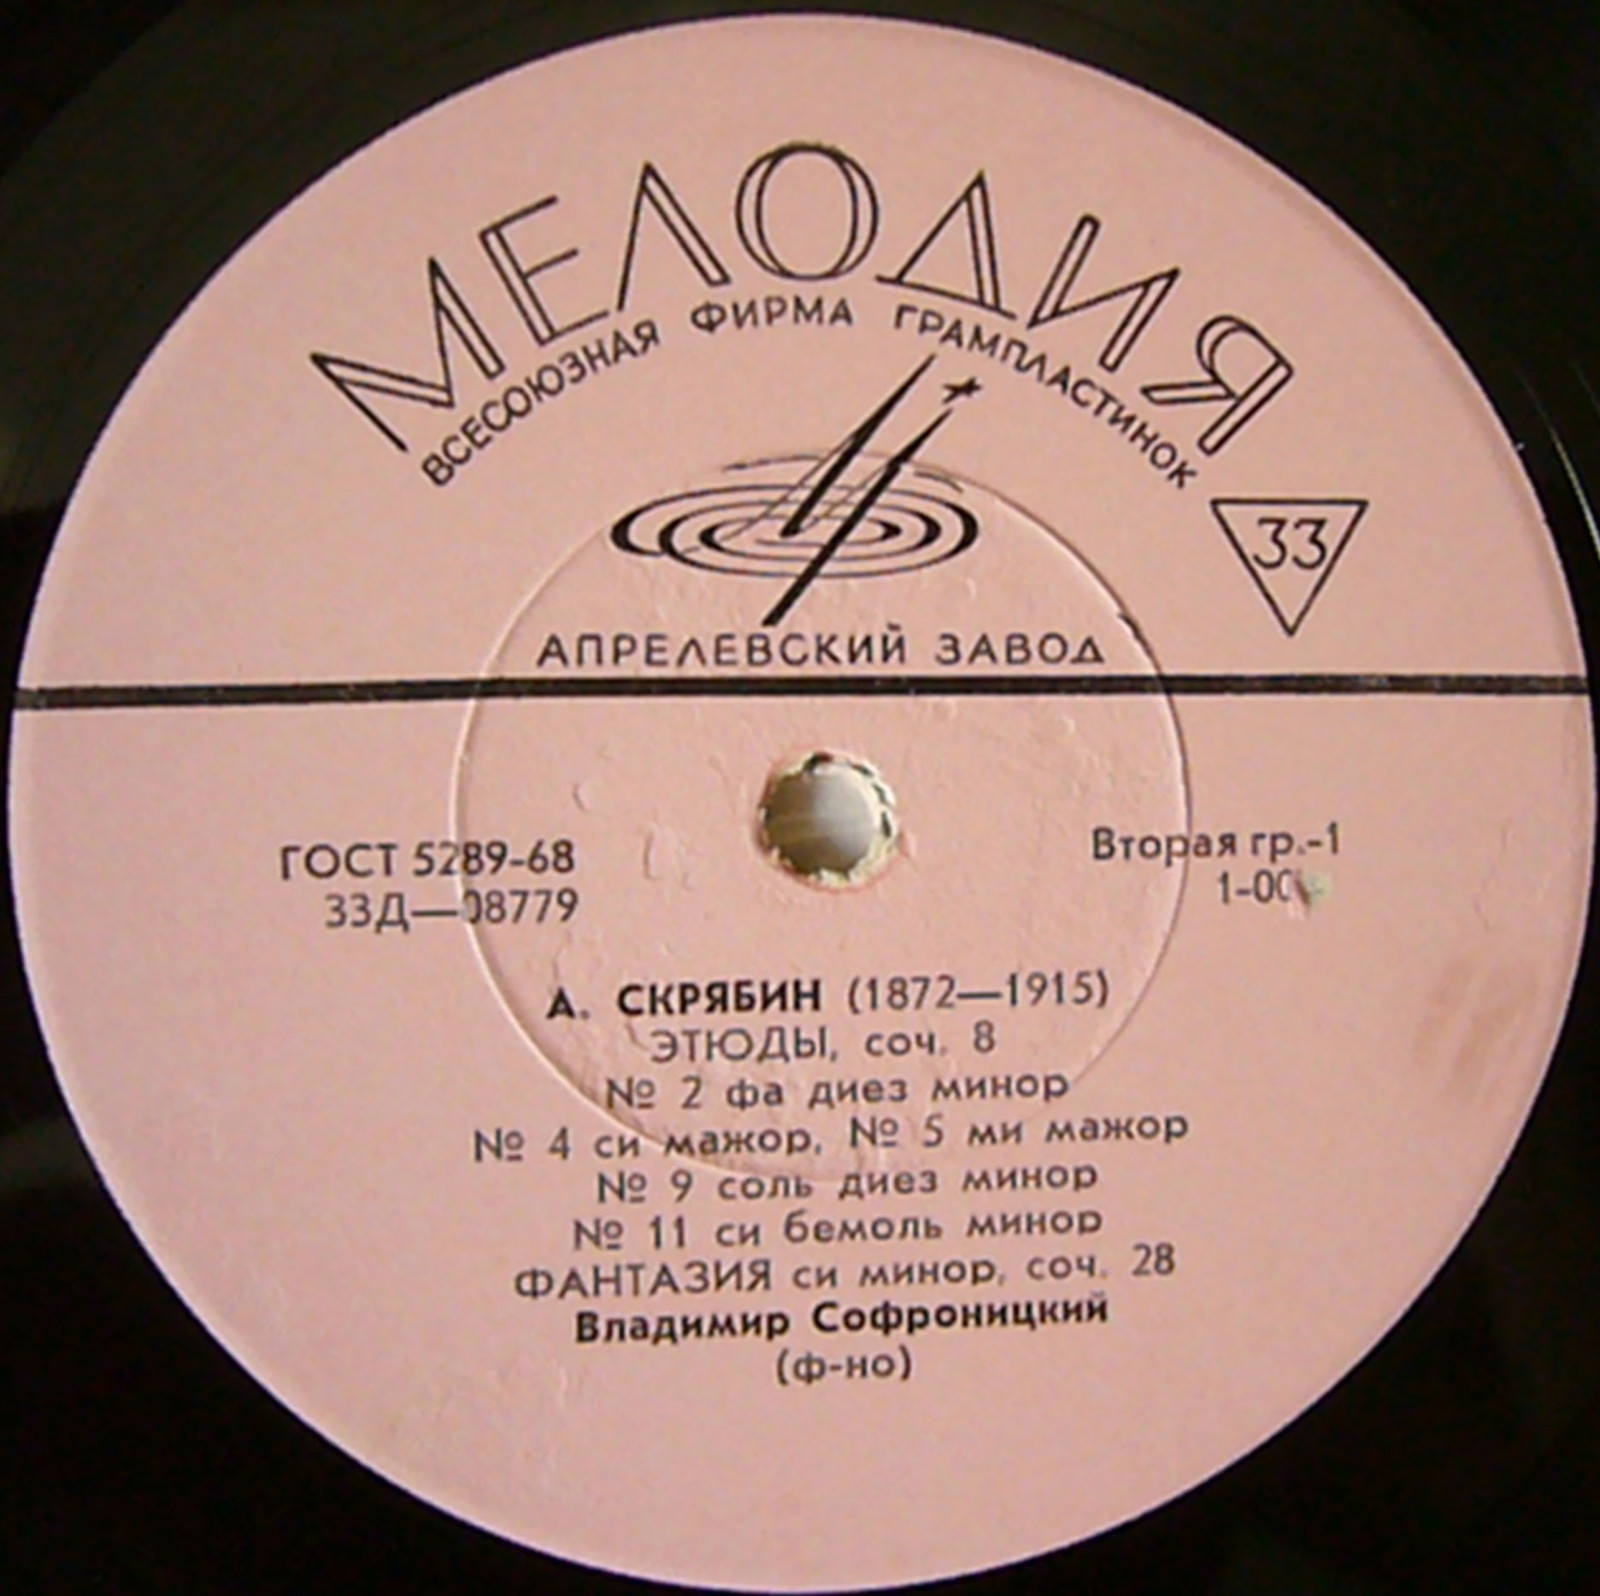 МЕЛОДИЯ
ВСЕСОЮЗНАЯ ФИРМА ГРАМПЛАСТИНОК
33
АПРЕЛЕВСКИЙ ЗАВОД
ГОСТ 5289-68
33Д—08779
Вторая гр.-1
А. СКРЯБИН (1872—1915)
ЭТЮДЫ, соч. 8
№ 2 фа диез минор
№ 4 си мажор, № 5 ми мажор
№ 9 соль диез минор
№ 11 си бемоль минор
ФАНТАЗИЯ си минор, соч. 28
Владимир Софроницкий
(ф-но)